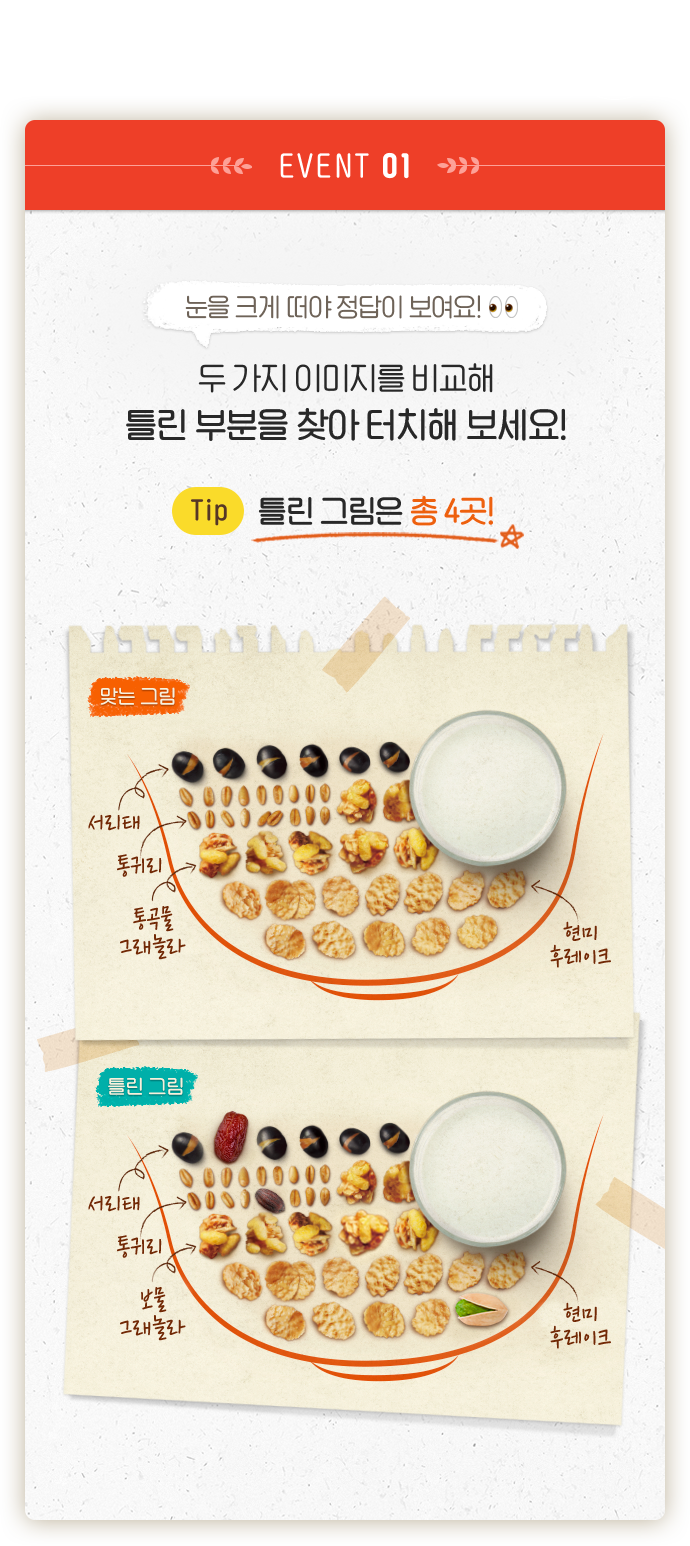 EVENT 01
눈을 크게 떠야 정답이 보여요! 👀
두 가지 이미지를 비교해
틀린 부분을 찾아 터치해 보세요!
Tip 틀린 그림은 총 4곳!
맞는 그림
서리태
통귀리
통곡물
그래놀라
현미
후레이크
틀린 그림
서리태
통귀리
보물
그래놀라
현미
후레이크